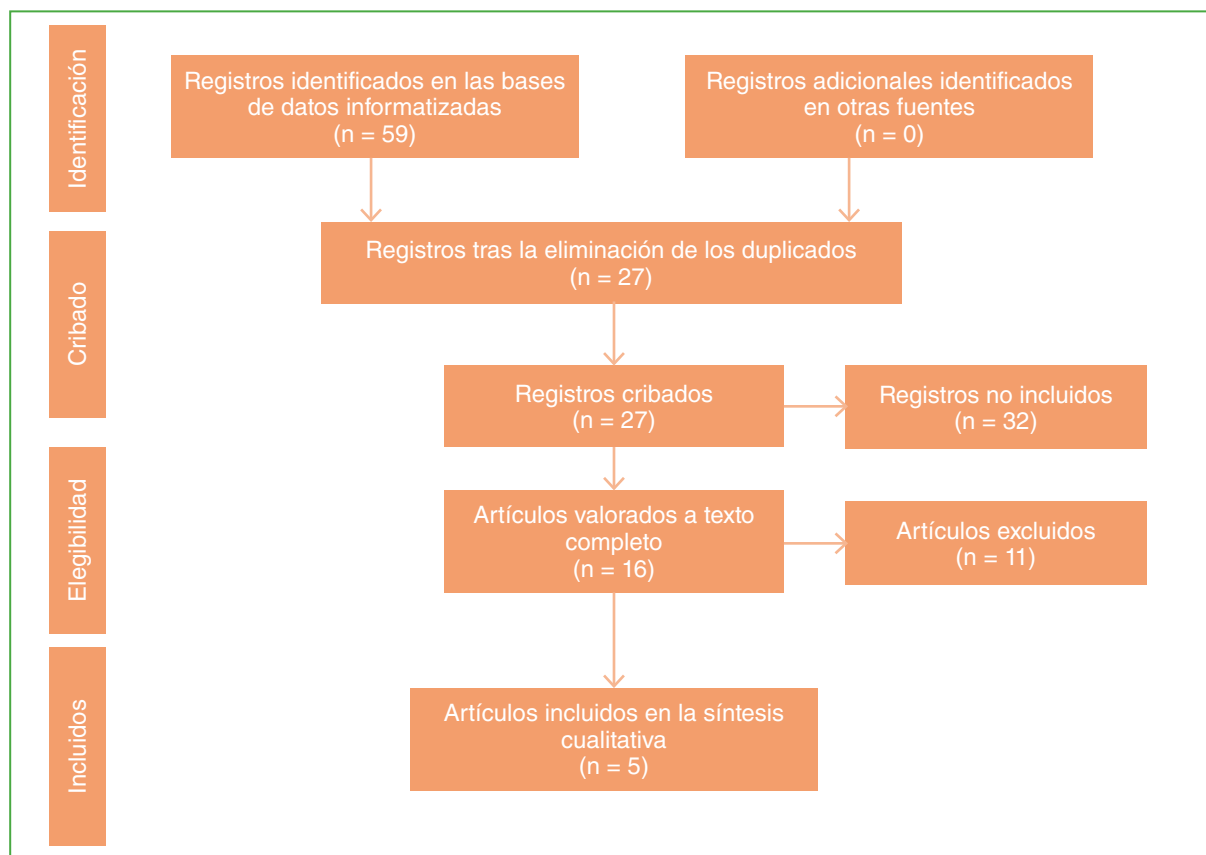 Identificación
Registros identificados en las bases
de datos informatizadas
(n = 59)
Registros adicionales identificados
en otras fuentes
(n = 0)
Cribado
Registros tras la eliminación de los duplicados
(n = 27)
Registros cribados
(n = 27)
Registros no incluidos
(n = 32)
Elegibilidad
Artículos valorados a texto
completo
(n = 16)
Artículos excluidos
(n = 11)
Incluidos
Artículos incluidos en la síntesis
cualitativa
(n = 5)